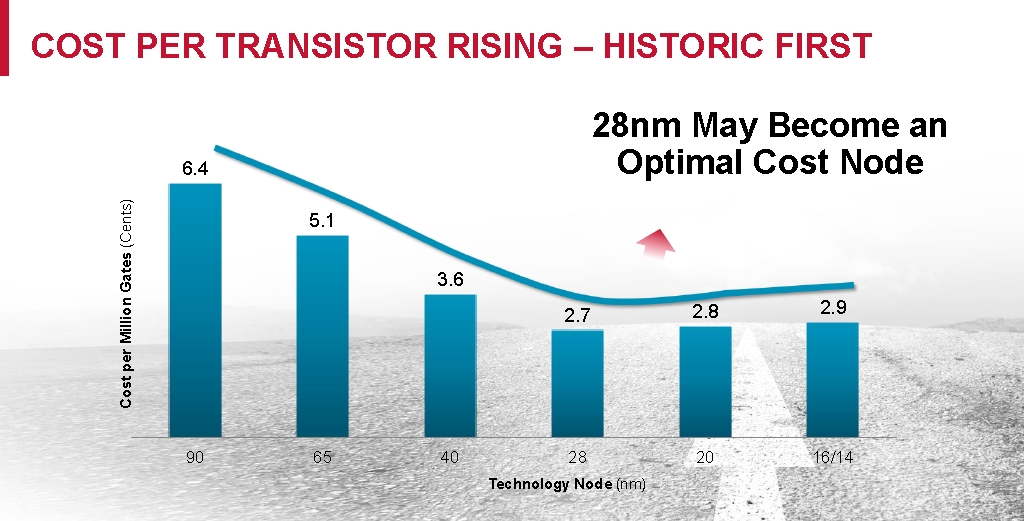 COST PER TRANSISTOR RISING – HISTORIC FIRST
28nm May Become an
Optimal Cost Node
Cost per Million Gates (Cents)
6.4
5.1
3.6
2.7
2.8
2.9
90
65
40
28
20
16/14
Technology Node (nm)